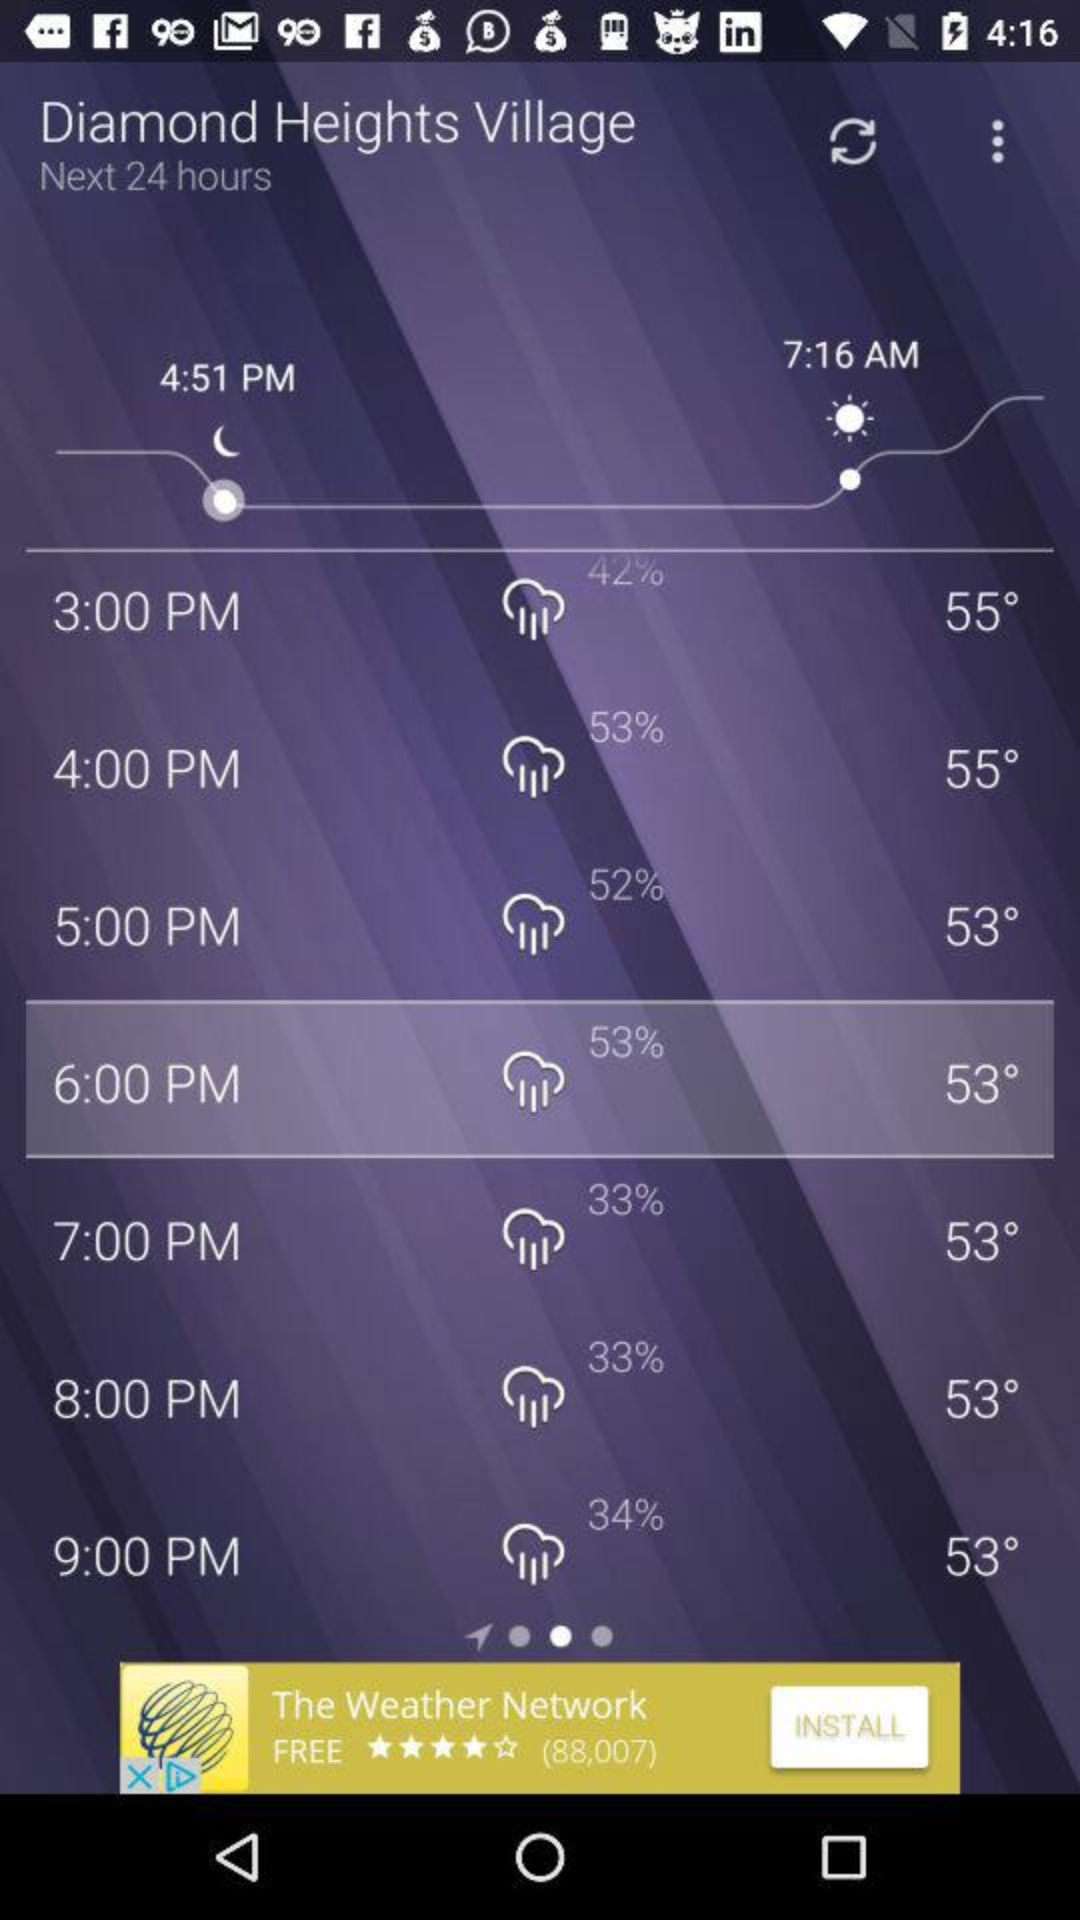 4:16
Diamond Heights Village
Next 24 hours
4:51 PM
7:16 AM
3:00 PM 42% 55°
4:00 PM 53% 55°
5:00 PM 52% 53°
6:00 PM 53% 53°
7:00 PM 33% 53°
8:00 PM 33% 53°
9:00 PM 34% 53°
The Weather Network
FREE (88,007)
INSTALL